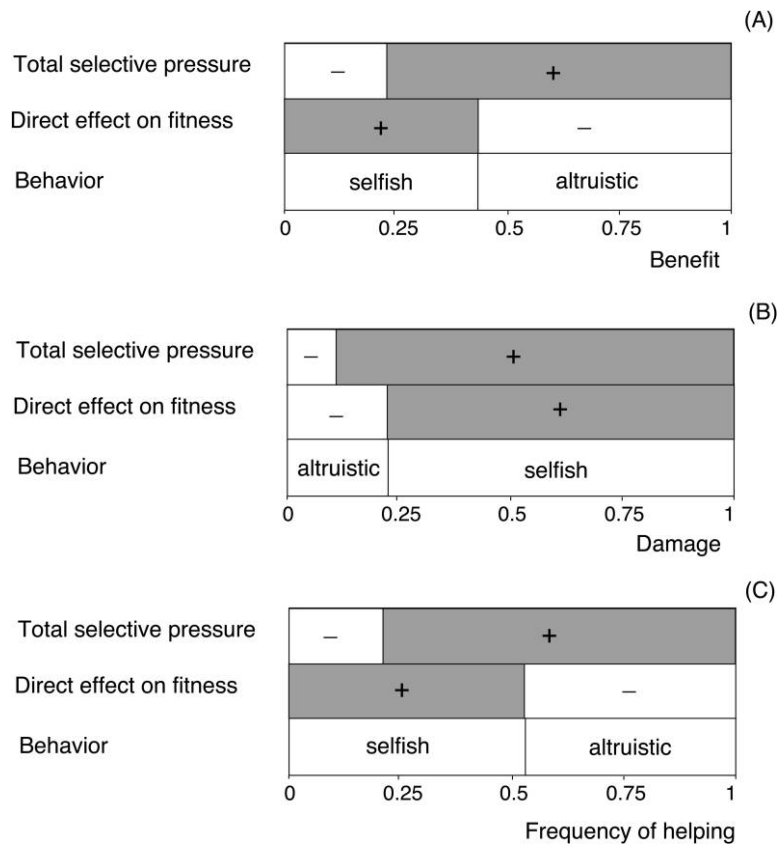 (A)
Total selective pressure − +
Direct effect on fitness + −
Behavior selfish altruistic
0 0.25 0.5 0.75 1
Benefit
(B)
Total selective pressure − +
Direct effect on fitness − +
Behavior altruistic selfish
0 0.25 0.5 0.75 1
Damage
(C)
Total selective pressure − +
Direct effect on fitness + −
Behavior selfish altruistic
0 0.25 0.5 0.75 1
Frequency of helping